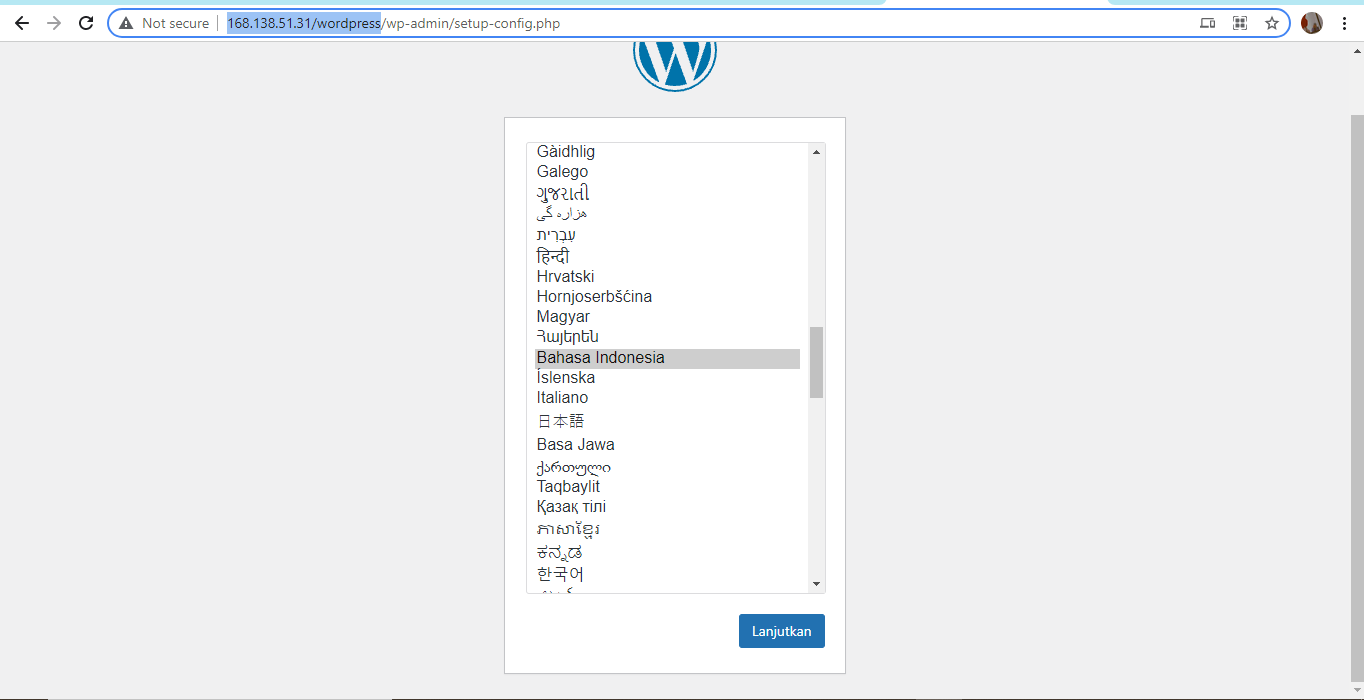 Not secure
168.138.51.31/wordpress/wp-admin/setup-config.php
Gàidhlig
Galego
ગુજરાતી
هزاره گی
עִבְרִית
हिन्दी
Hrvatski
Hornjoserbšćina
Magyar
Հայերեն
Bahasa Indonesia
Íslenska
Italiano
日本語
Basa Jawa
ქართული
Taqbaylit
Қазақ тілі
ភាសាខ្មែរ
ಕನ್ನಡ
한국어
Lanjutkan